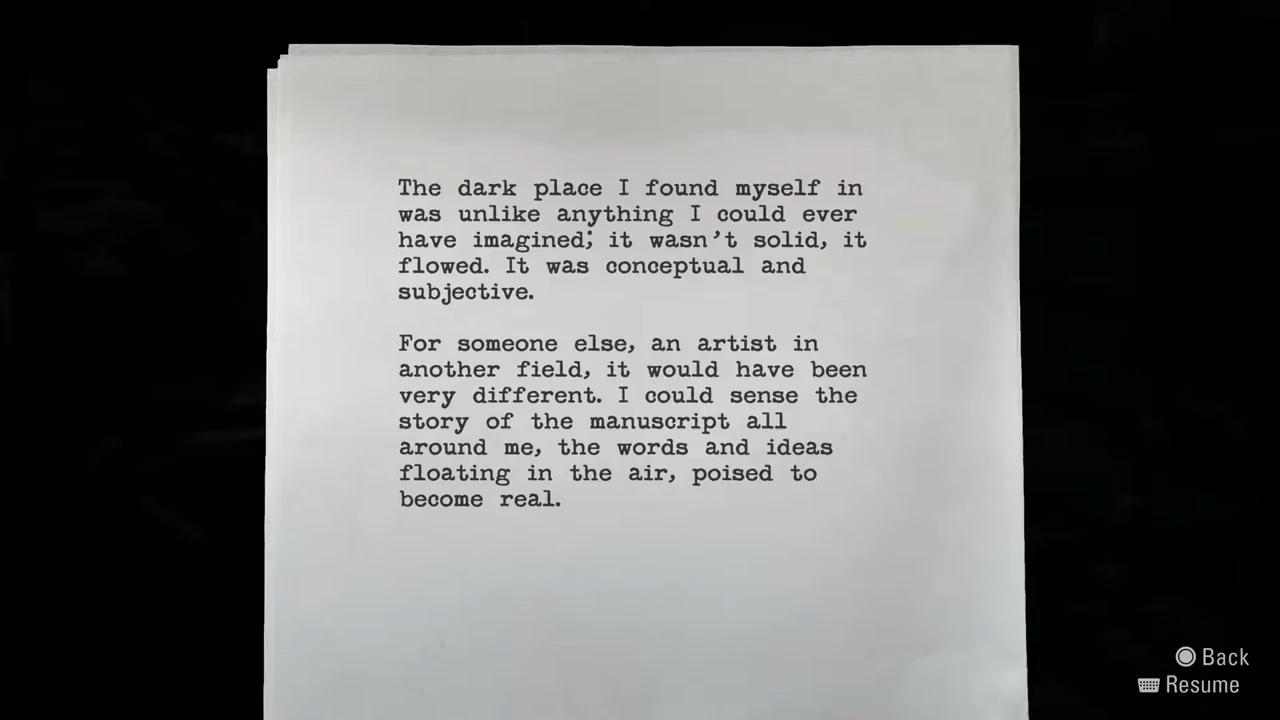 The dark place I found myself in
was unlike anything I could ever
have imagined; it wasn't solid, it
flowed. It was conceptual and
subjective.
For someone else, an artist in
another field, it would have been
very different. I could sense the
story of the manuscript all
around me, the words and ideas
floating in the air, poised to
become real.
Back
Resume